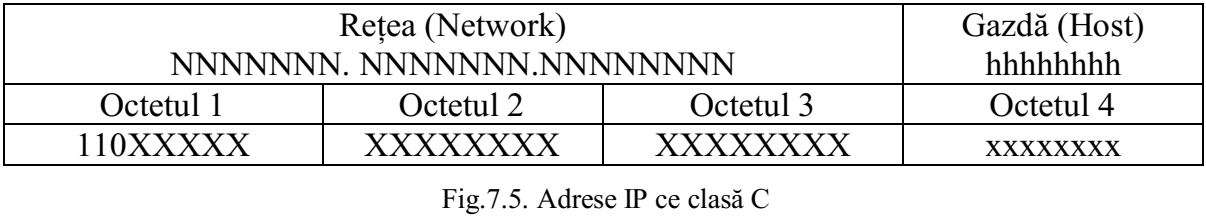 Rețea (Network) Gazdă (Host)
NNNNNNN. NNNNNNN.NNNNNNNN hhhhhhhh
Octetul 1 Octetul 2 Octetul 3 Octetul 4
110XXXXX XXXXXXXX XXXXXXXX xxxxxxxx
Fig.7.5. Adrese IP ce clasă C